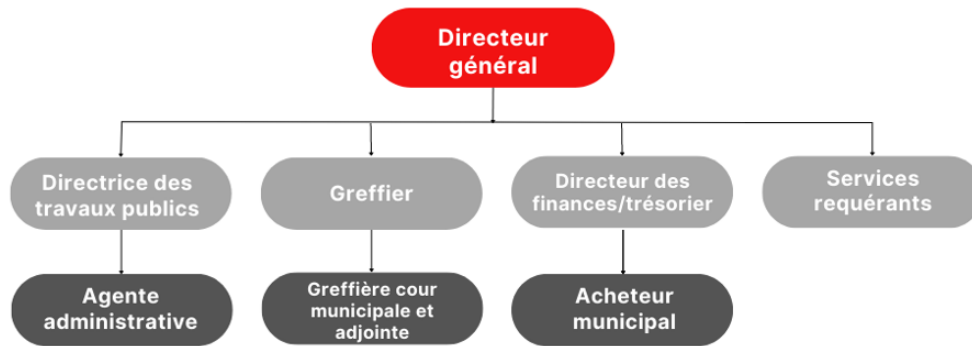 Directeur
général
Directrice des
travaux publics
Greffier
Directeur des
finances/trésorier
Services
requérants
Agente
administrative
Greffière cour
municipale et
adjointe
Acheteur
municipal